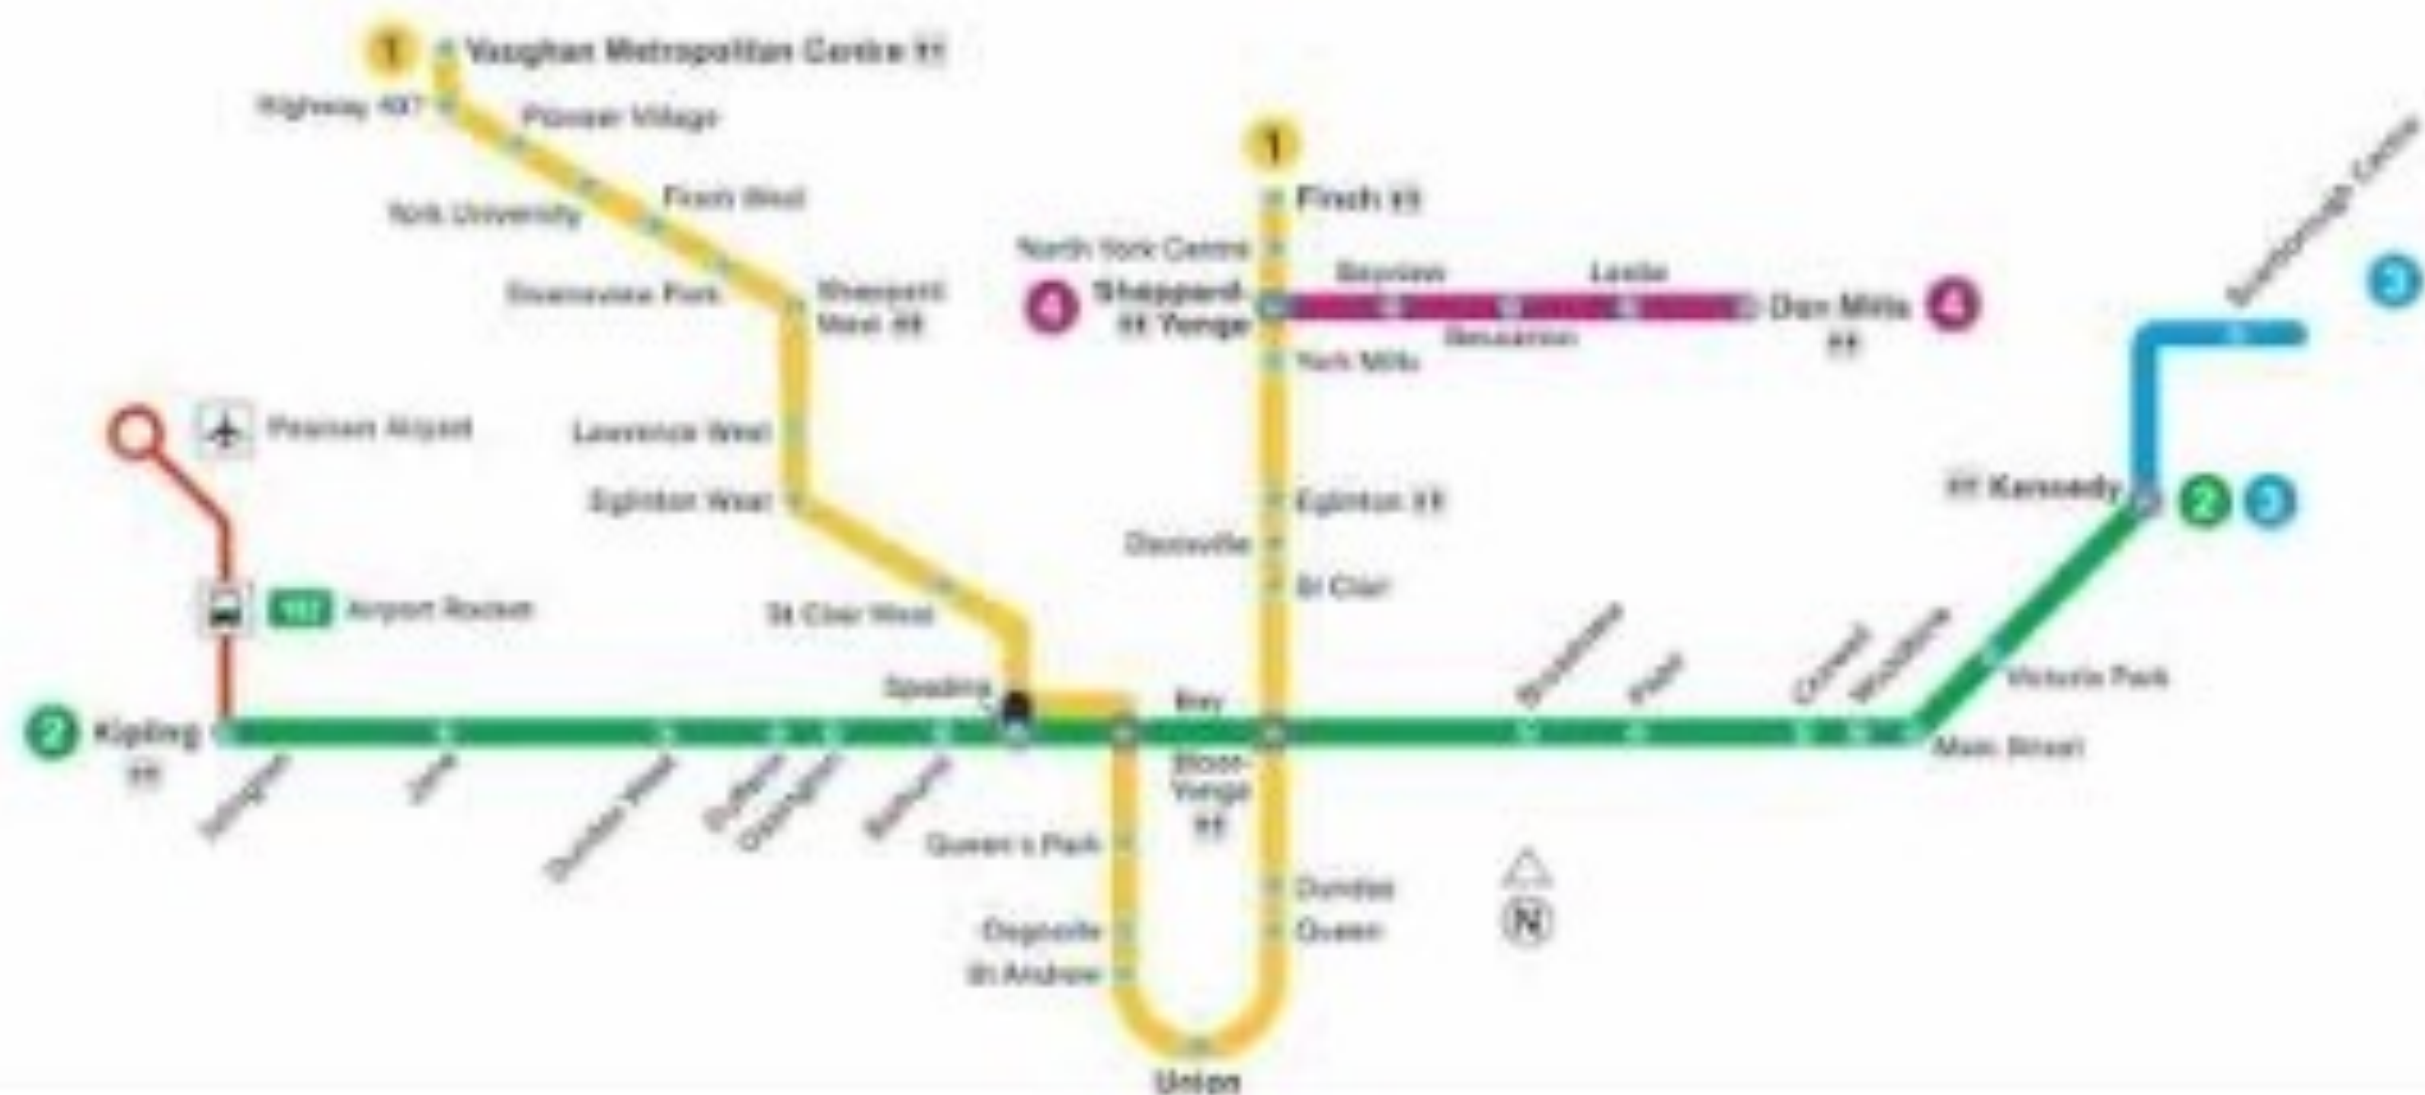 1
Vaughan Metropolitan Centre
Highway 407
Pioneer Village
York University
Finch West
Downsview Park
Sheppard
West
Lawrence West
Eglinton West
St Clair West
Spadina
1
Finch
North York Centre
4
Sheppard-
Yonge
Bayview
Bessarion
Leslie
Don Mills
4
York Mills
Eglinton
Davisville
St Clair
Scarborough Centre
3
Kennedy
2
3
Victoria Park
Main Street
Woodbine
Coxwell
Pape
Broadview
Pearson Airport
Airport Rocket
2
Kipling
Islington
Jane
Dundas West
Dufferin
Ossington
Bathurst
Bay
Bloor-
Yonge
Queen's Park
Osgoode
St Andrew
Union
Dundas
Queen
N